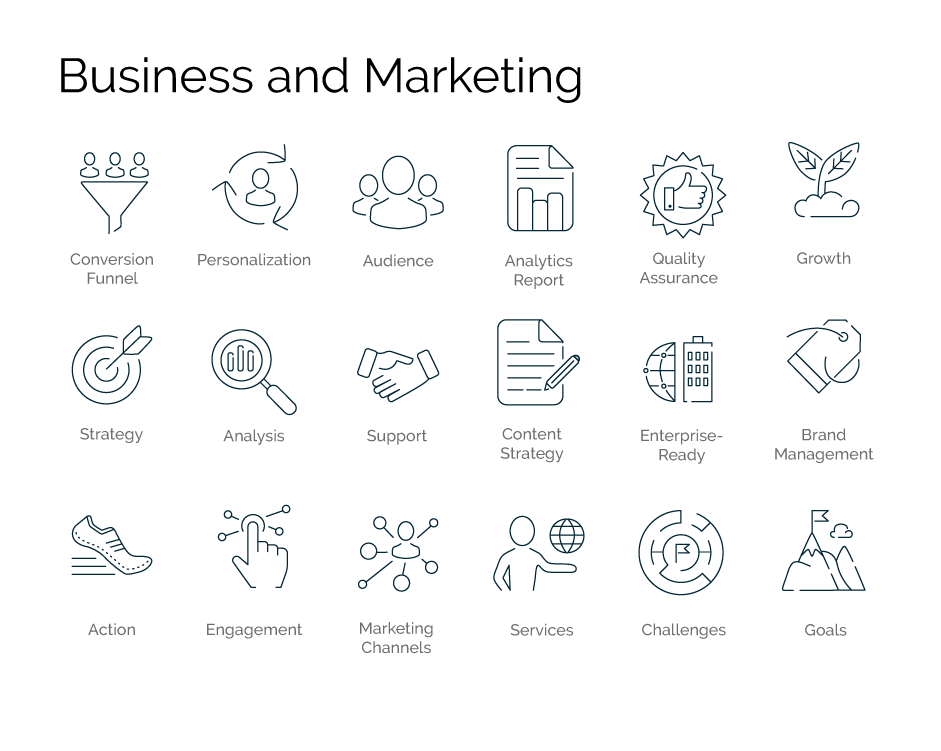 Business and Marketing
Conversion
Funnel
Personalization
Audience
Analytics
Report
Quality
Assurance
Growth
Strategy
Analysis
Support
Content
Strategy
Enterprise-
Ready
Brand
Management
Action
Engagement
Marketing
Channels
Services
Challenges
Goals